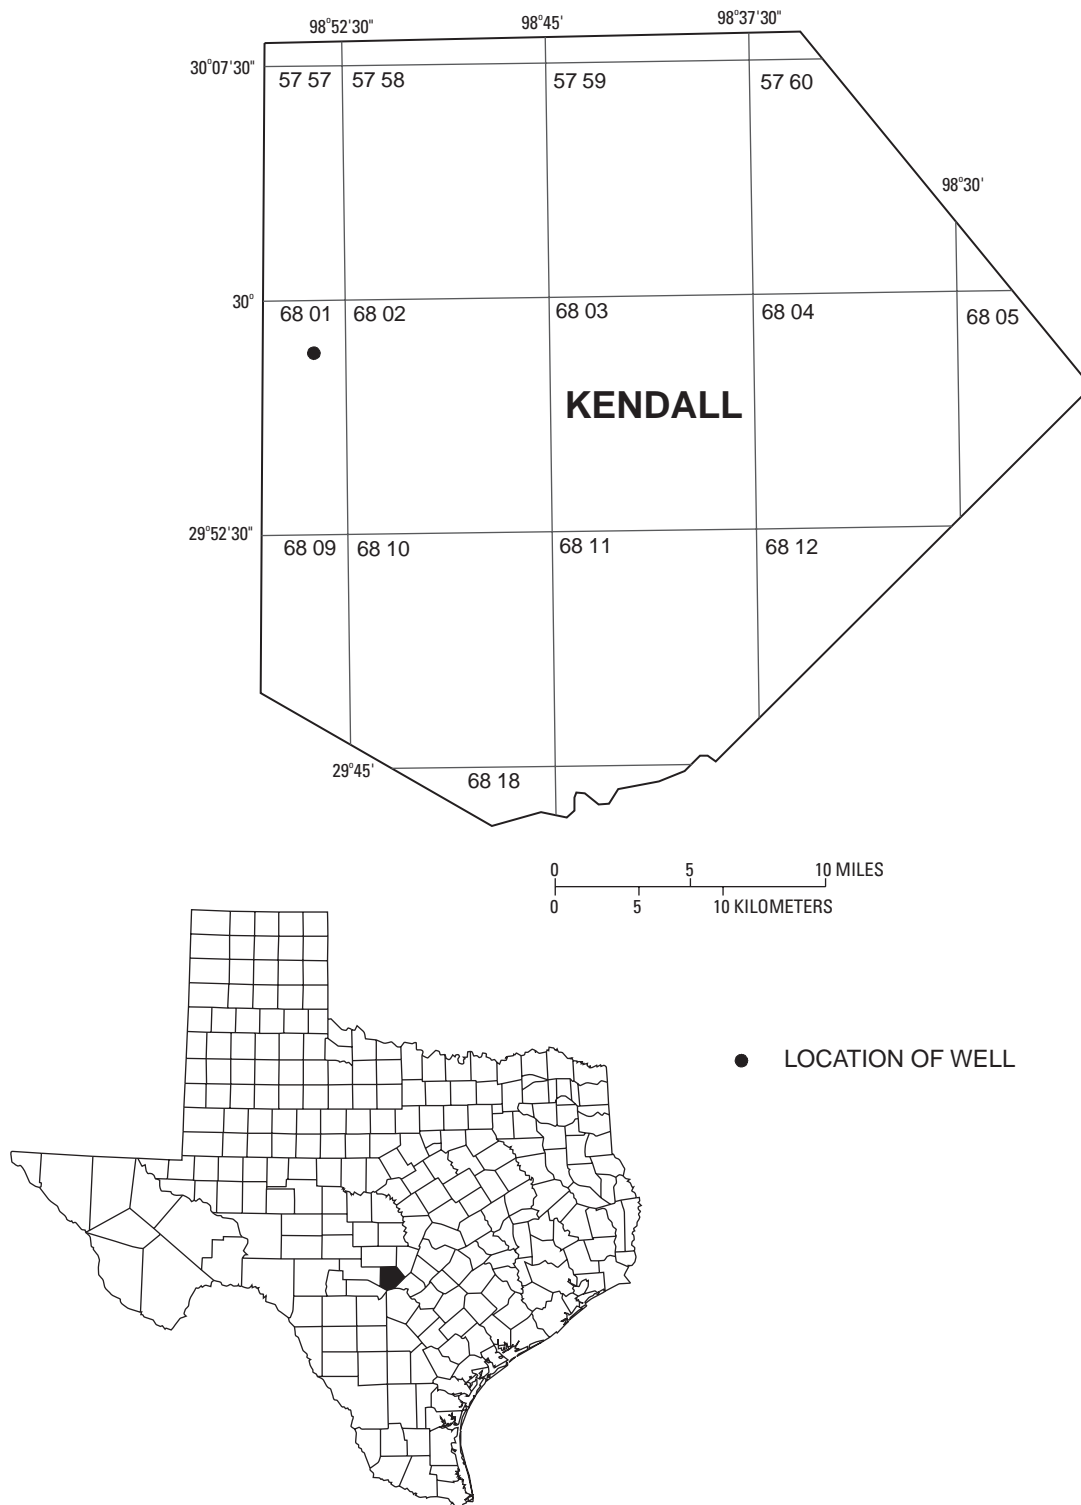 98°52'30" 98°45' 98°37'30"
30°07'30"
57 57 57 58 57 59 57 60
98°30'
30°
68 01 68 02 68 03 68 04 68 05
KENDALL
29°52'30"
68 09 68 10 68 11 68 12
29°45'
68 18
0 5 10 MILES
0 5 10 KILOMETERS
LOCATION OF WELL